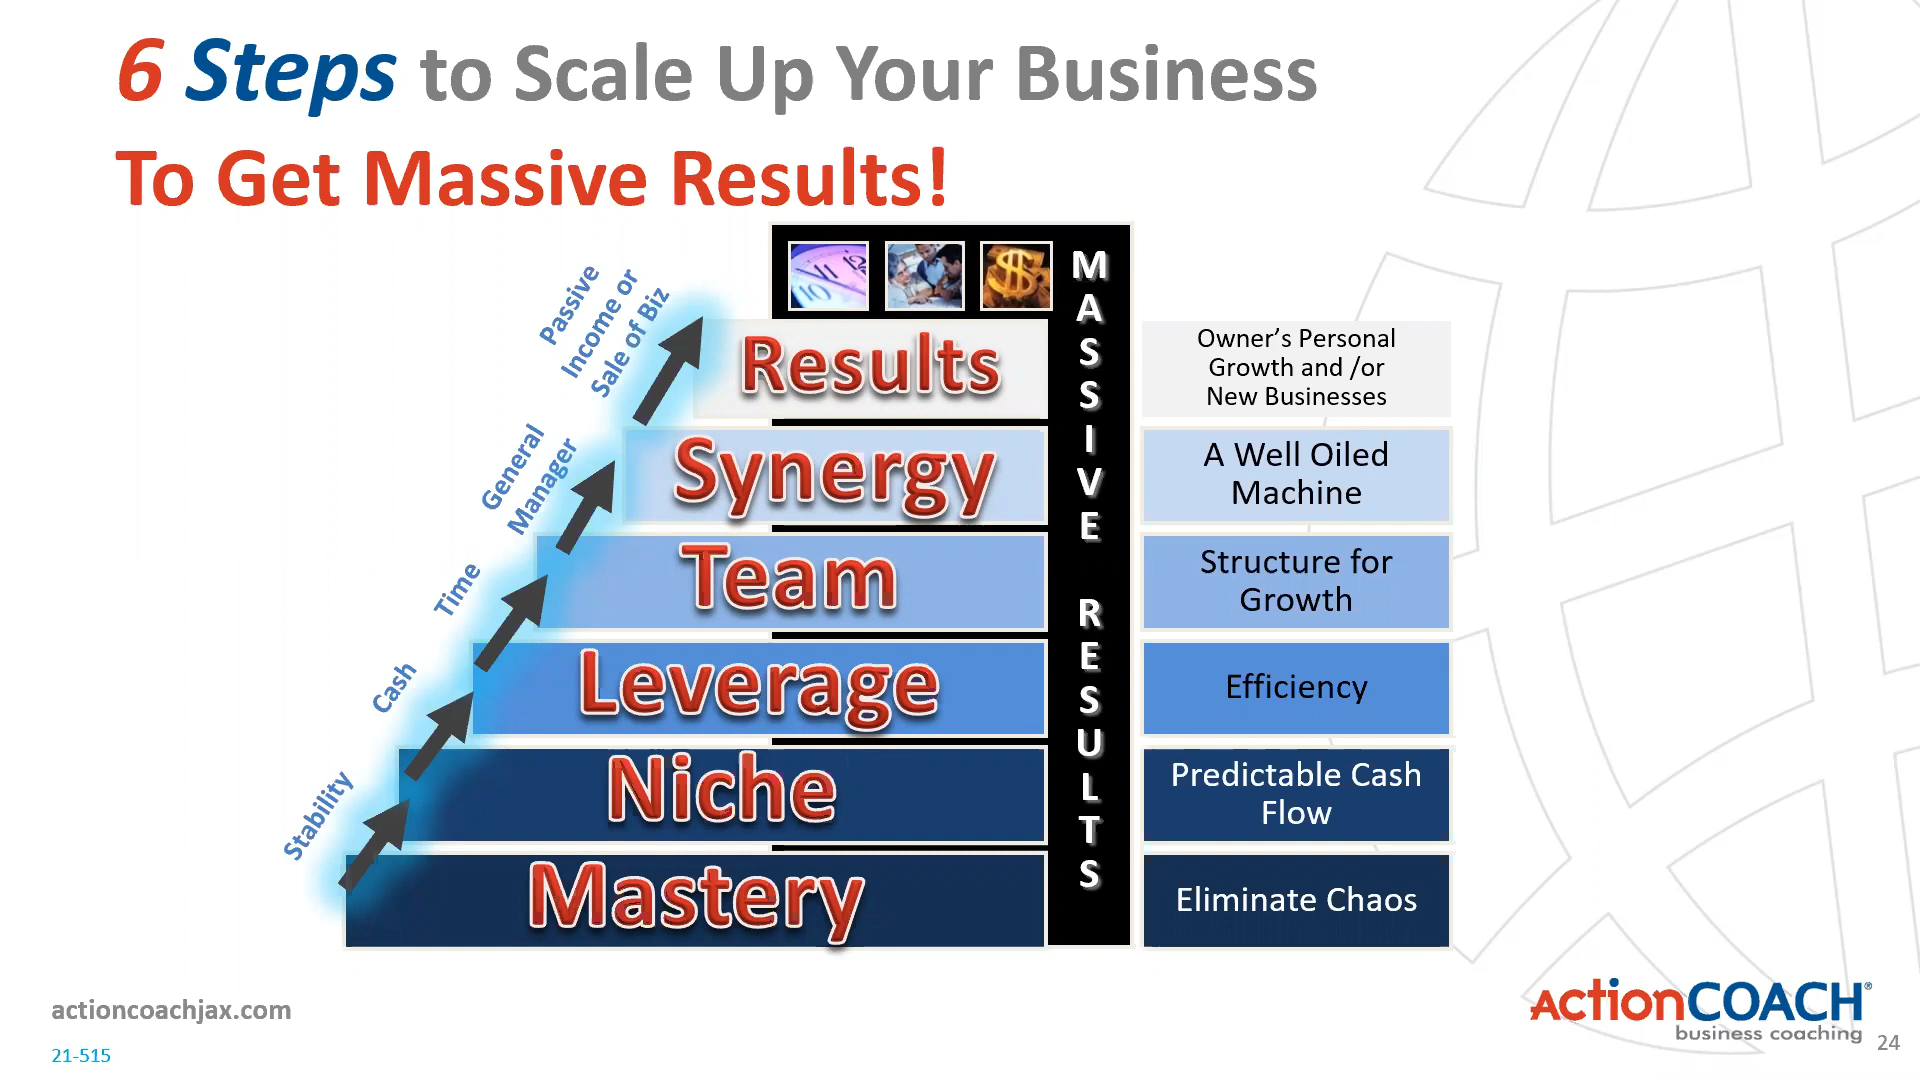 6 Steps to Scale Up Your Business
To Get Massive Results!
Passive
Income or
Sale of Biz
General
Manager
Time
Cash
Stability
Results
Synergy
Team
Leverage
Niche
Mastery
MASSIVE RESULTS
Owner's Personal
Growth and /or
New Businesses
A Well Oiled
Machine
Structure for
Growth
Efficiency
Predictable Cash
Flow
Eliminate Chaos
actioncoachjax.com
21-515
ActionCOACH®
business coaching
24